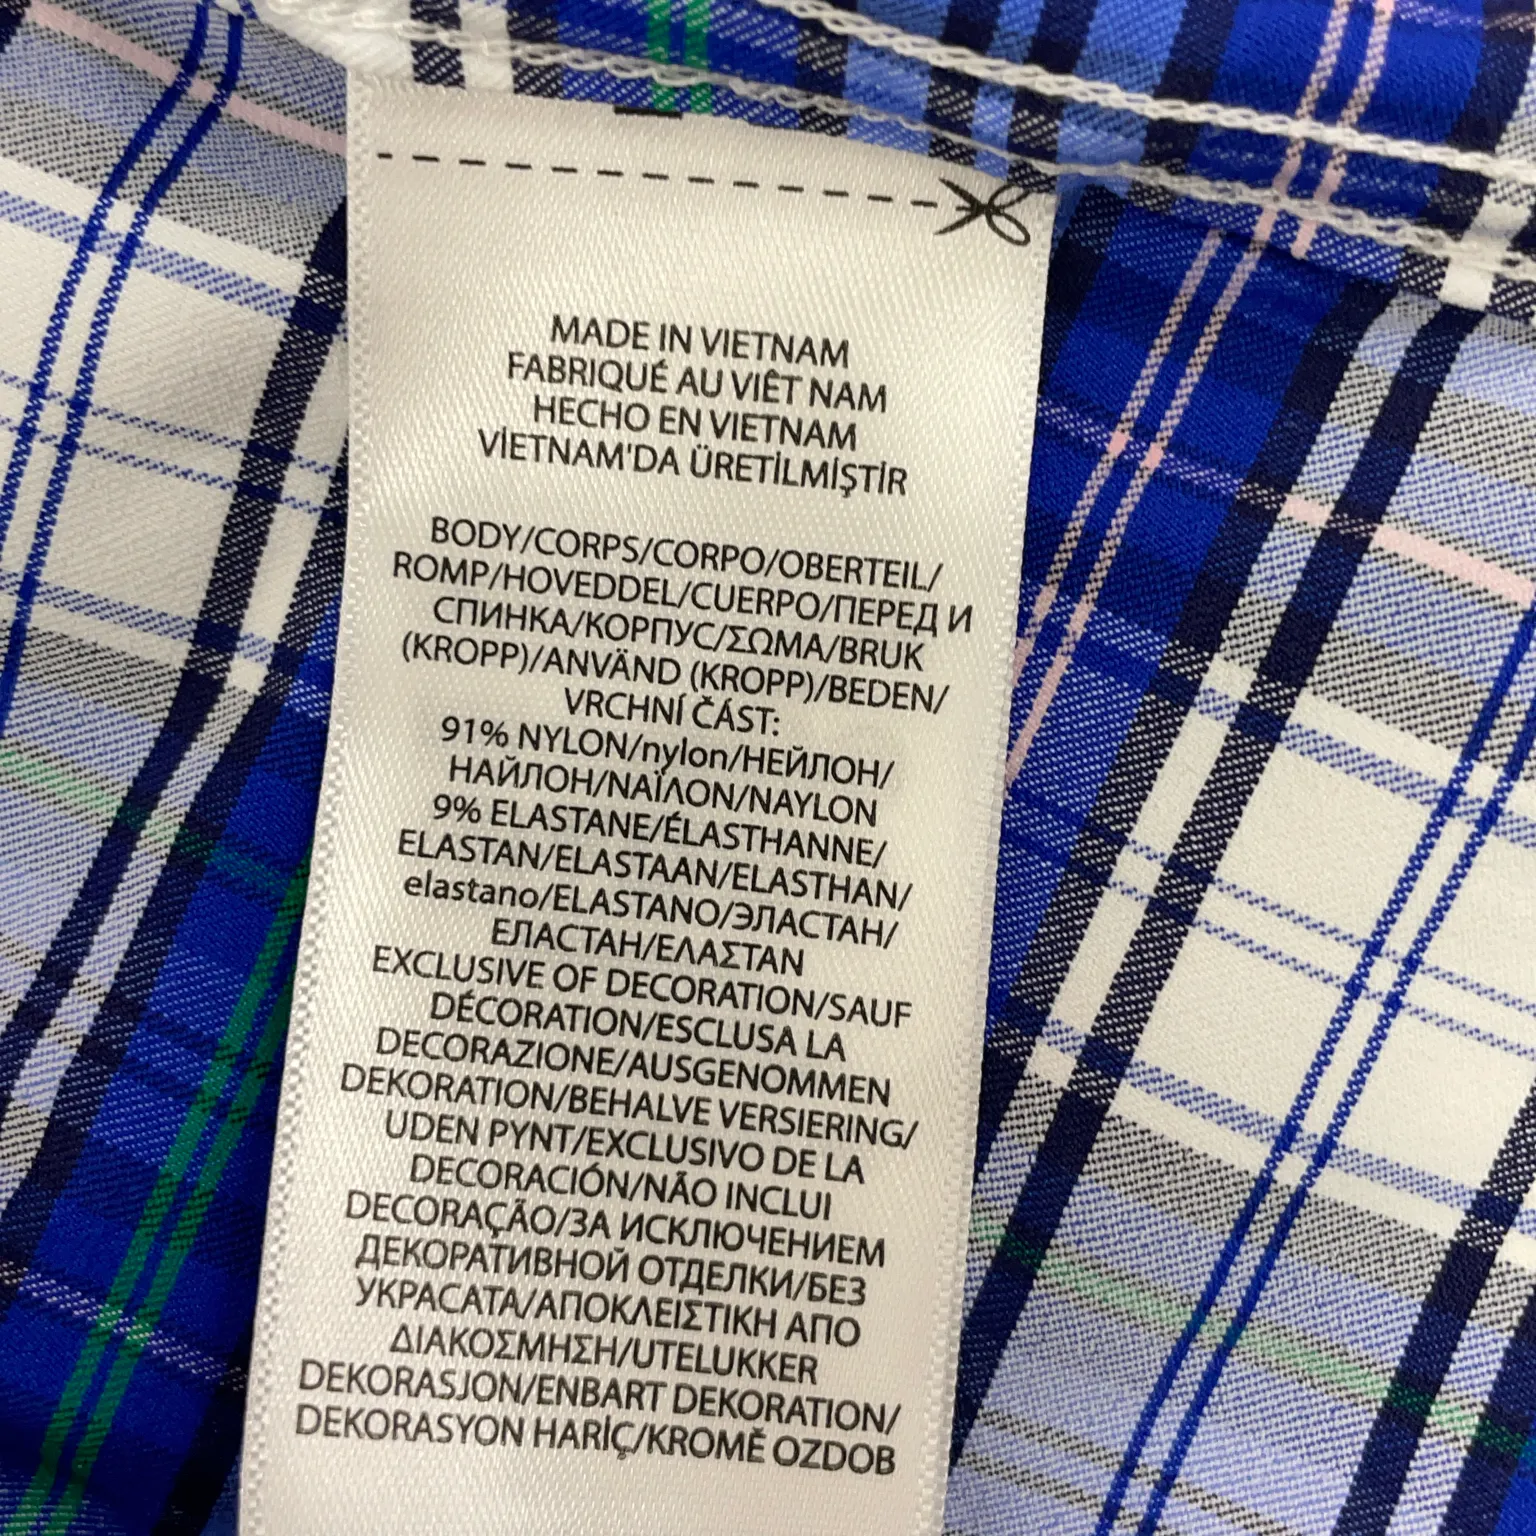 MADE IN VIETNAM
FABRIQUÉ AU VIÊT NAM
HECHO EN VIETNAM
VİETNAM'DA ÜRETİLMİŞTİR
BODY/CORPS/CORPO/OBERTEIL/
ROMP/HOVEDDEL/CUERPO/ПЕРЕД И
СПИНКА/КОРПУС/ΣΩΜΑ/BRUK
(KROPP)/ANVÄND (KROPP)/BEDEN/
VRCHNÍ ČÁST:
91% NYLON/nylon/НЕЙЛОН/
НАЙЛОН/ΝΑΪΛΟΝ/NAYLON
9% ELASTANE/ÉLASTHANNE/
ELASTAN/ELASTAAN/ELASTHAN/
elastano/ELASTANO/ЭЛАСТАН/
ЕЛАСТАН/ΕΛΑΣΤΑΝ
EXCLUSIVE OF DECORATION/SAUF
DÉCORATION/ESCLUSA LA
DECORAZIONE/AUSGENOMMEN
DEKORATION/BEHALVE VERSIERING/
UDEN PYNT/EXCLUSIVO DE LA
DECORACIÓN/NÃO INCLUI
DECORAÇÃO/ЗА ИСКЛЮЧЕНИЕМ
ДЕКОРАТИВНОЙ ОТДЕЛКИ/БЕЗ
УКРАСАТА/ΑΠΟΚΛΕΙΣΤΙΚΗ ΑΠΟ
ΔΙΑΚΟΣΜΗΣΗ/UTELUKKER
DEKORASJON/ENBART DEKORATION/
DEKORASYON HARİÇ/KROMĚ OZDOB